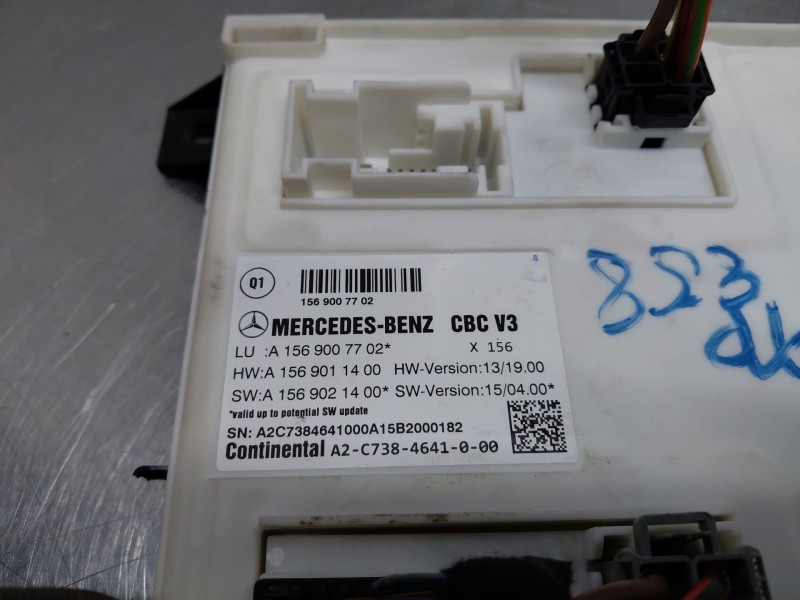 Q1
156 900 77 02
MERCEDES-BENZ CBC V3
LU :A 156 900 77 02* X 156
HW:A 156 901 14 00 HW-Version:13/19.00
SW:A 156 902 14 00* SW-Version:15/04.00*
*valid up to potential SW update
SN: A2C7384641000A15B2000182
Continental A2-C738-4641-0-00
853
ok